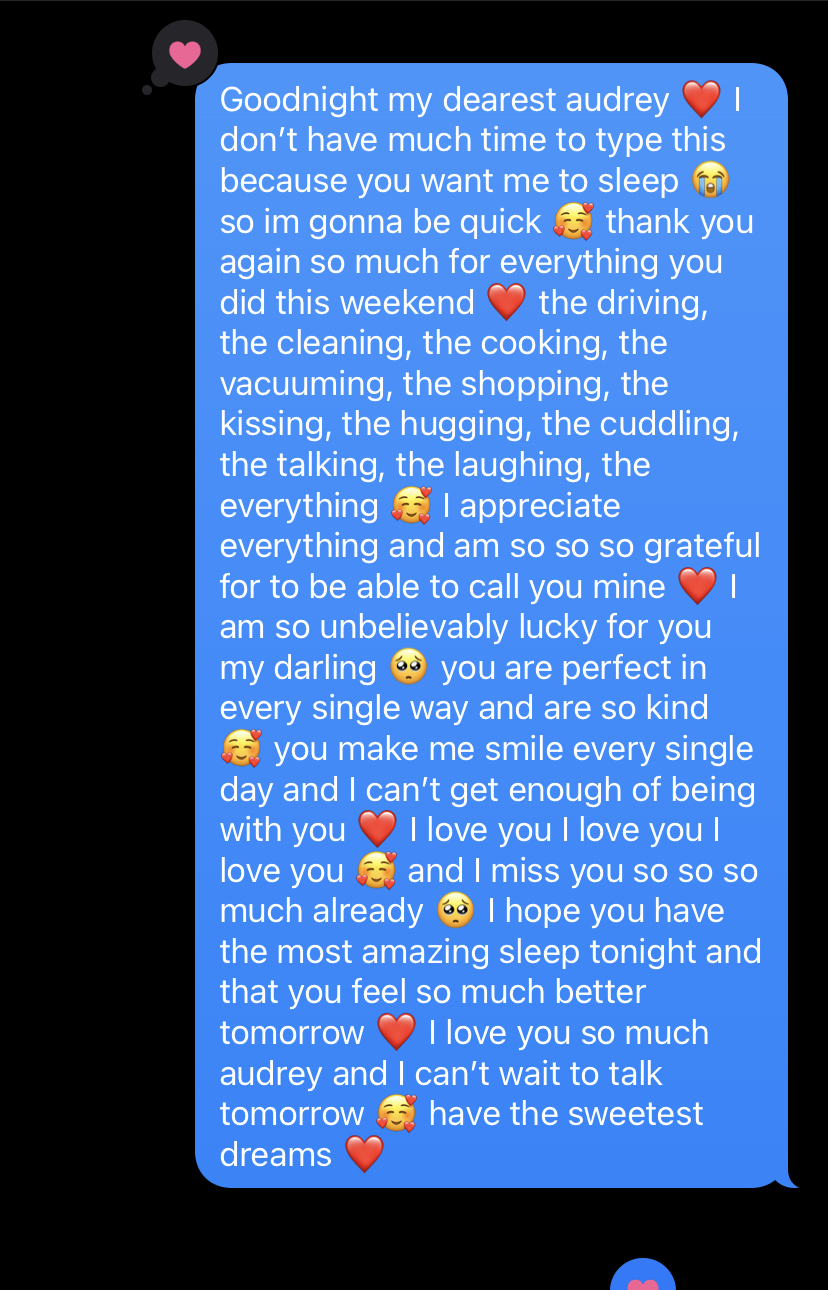 Goodnight my dearest audrey ❤️ I
don’t have much time to type this
because you want me to sleep 😭
so im gonna be quick 🥰 thank you
again so much for everything you
did this weekend ❤️ the driving,
the cleaning, the cooking, the
vacuuming, the shopping, the
kissing, the hugging, the cuddling,
the talking, the laughing, the
everything 🥰 I appreciate
everything and am so so so grateful
for to be able to call you mine ❤️ I
am so unbelievably lucky for you
my darling 🥺 you are perfect in
every single way and are so kind
🥰 you make me smile every single
day and I can’t get enough of being
with you ❤️ I love you I love you I
love you 🥰 and I miss you so so so
much already 🥺 I hope you have
the most amazing sleep tonight and
that you feel so much better
tomorrow ❤️ I love you so much
audrey and I can’t wait to talk
tomorrow 🥰 have the sweetest
dreams ❤️